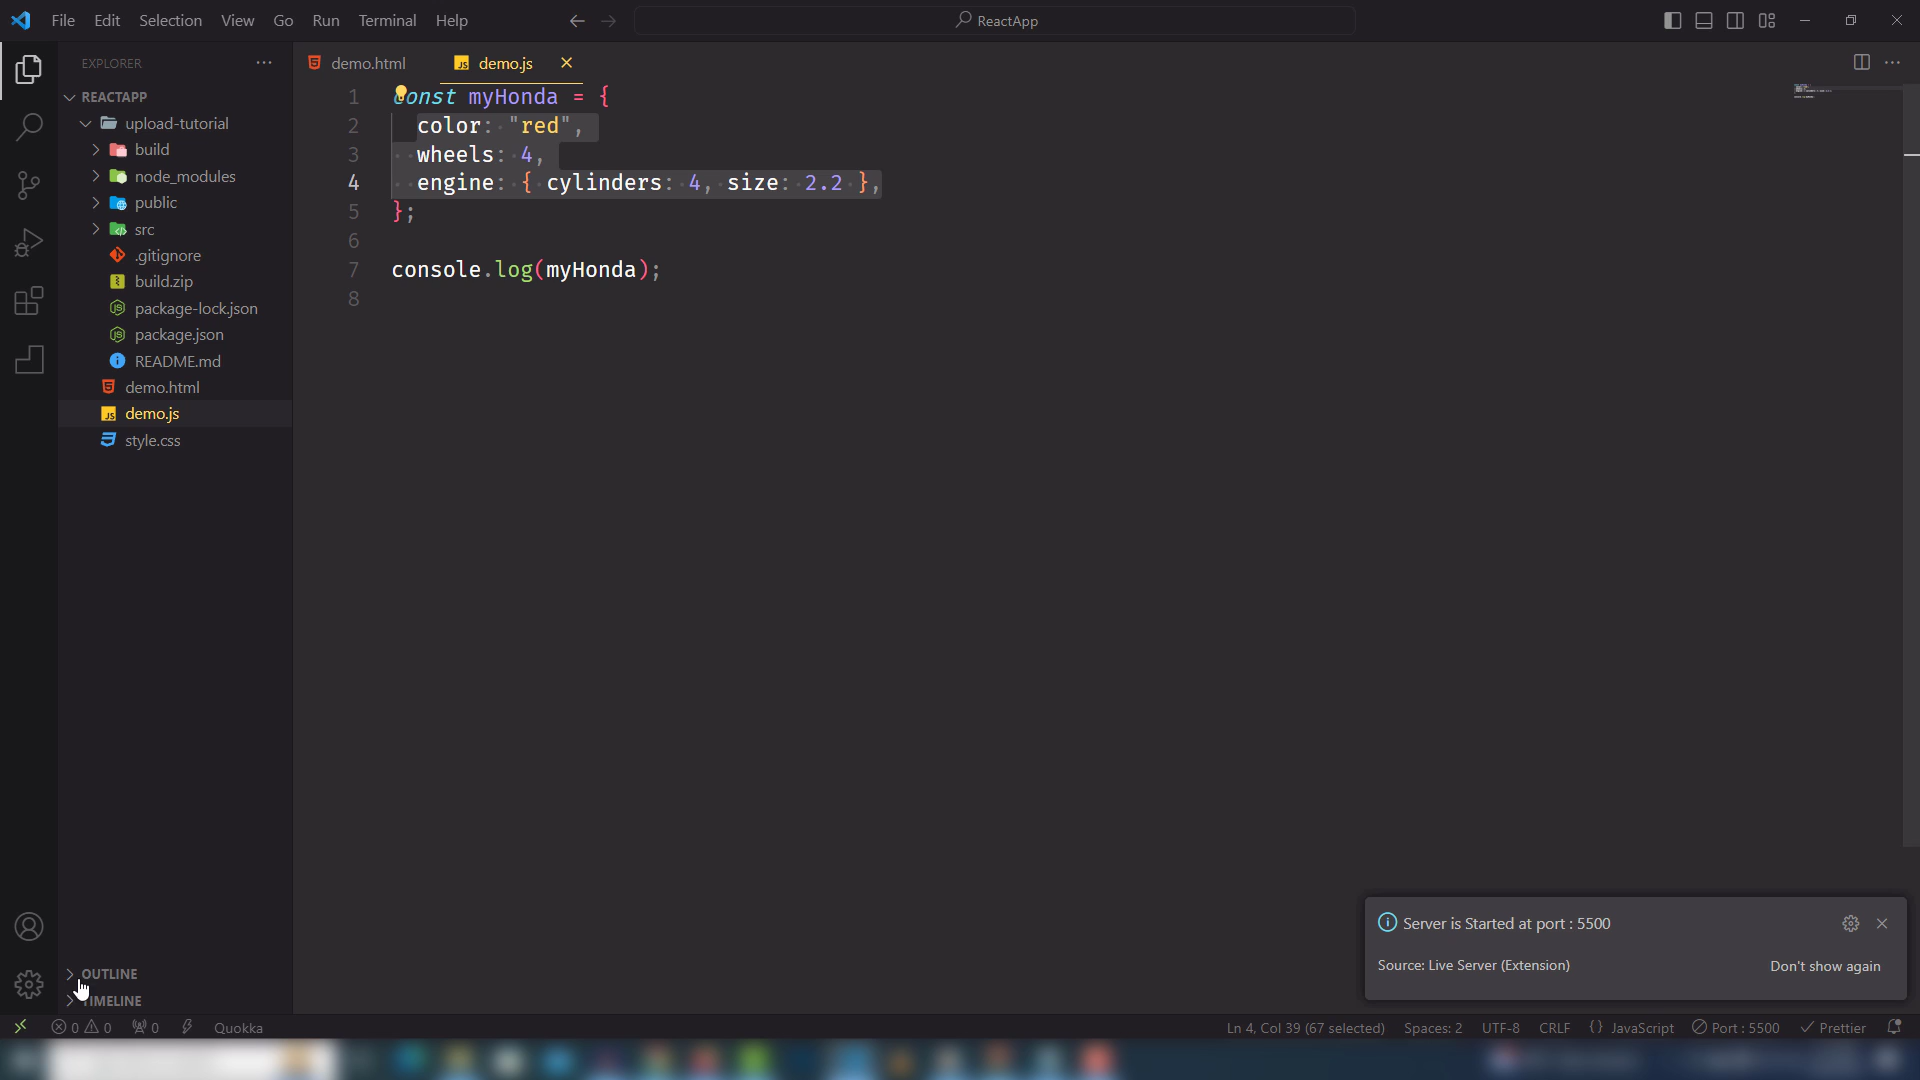 File Edit Selection View Go Run Terminal Help
ReactApp
EXPLORER
REACTAPP
upload-tutorial
build
node_modules
public
src
.gitignore
build.zip
package-lock.json
package.json
README.md
demo.html
demo.js
style.css
OUTLINE
TIMELINE
demo.html demo.js
1 const myHonda = {
2 color: "red",
3 wheels: 4,
4 engine: { cylinders: 4, size: 2.2 },
5 };
6
7 console.log(myHonda);
8
Server is Started at port : 5500
Source: Live Server (Extension) Don't show again
0 0 0 Quokka Ln 4, Col 39 (67 selected) Spaces: 2 UTF-8 CRLF {} JavaScript Port : 5500 Prettier